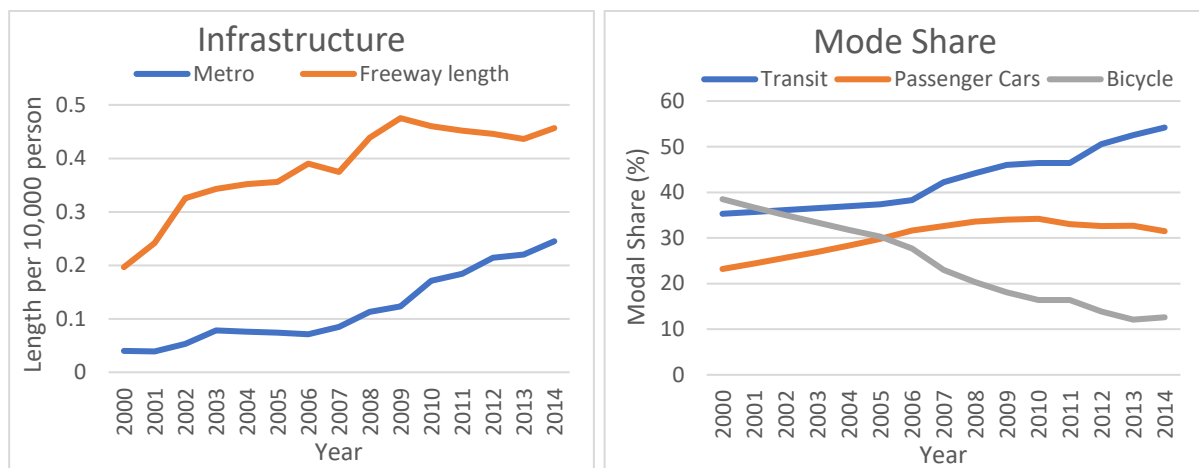 Infrastructure
Metro Freeway length
Length per 10,000 person
0.5
0.4
0.3
0.2
0.1
0
2000 2001 2002 2003 2004 2005 2006 2007 2008 2009 2010 2011 2012 2013 2014
Year
Mode Share
Transit Passenger Cars Bicycle
Modal Share (%)
60
50
40
30
20
10
0
2000 2001 2002 2003 2004 2005 2006 2007 2008 2009 2010 2011 2012 2013 2014
Year